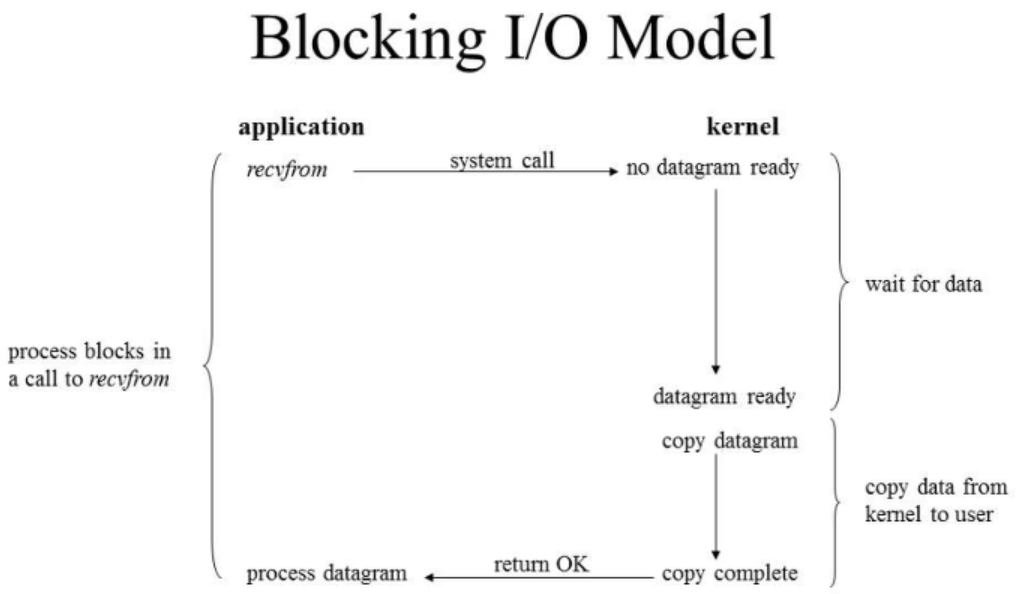 Blocking I/O Model
application
kernel
recvfrom
system call
no datagram ready
wait for data
process blocks in
a call to recvfrom
datagram ready
copy datagram
copy data from
kernel to user
process datagram
return OK
copy complete